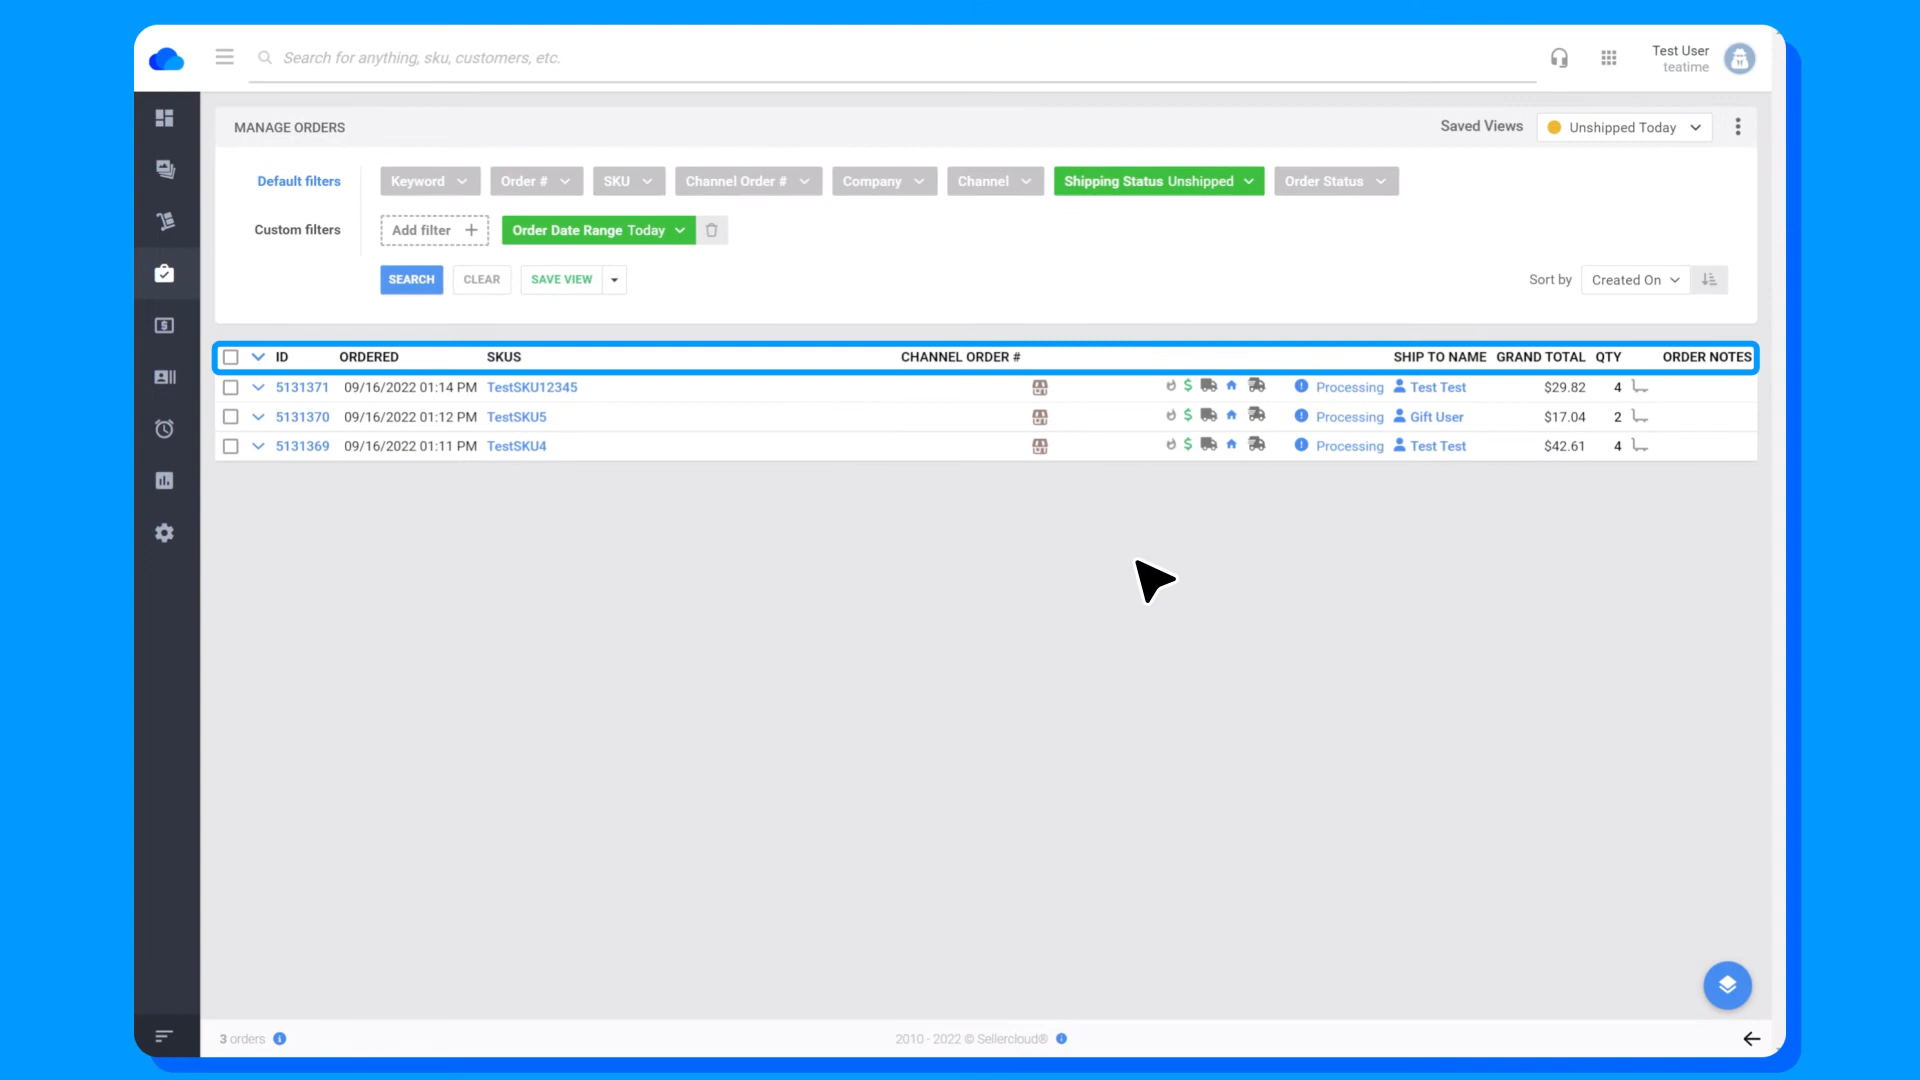 Search for anything, sku, customers, etc.
Test User
teatime
MANAGE ORDERS
Saved Views Unshipped Today
Default filters Keyword Order # SKU Channel Order # Company Channel Shipping Status Unshipped Order Status
Custom filters Add filter Order Date Range Today
SEARCH CLEAR SAVE VIEW Sort by Created On
ID ORDERED SKUS CHANNEL ORDER # SHIP TO NAME GRAND TOTAL QTY ORDER NOTES
5131371 09/16/2022 01:14 PM TestSKU12345 Processing Test Test $29.82 4
5131370 09/16/2022 01:12 PM TestSKU5 Processing Gift User $17.04 2
5131369 09/16/2022 01:11 PM TestSKU4 Processing Test Test $42.61 4
3 orders 2010 - 2022 © Sellercloud®